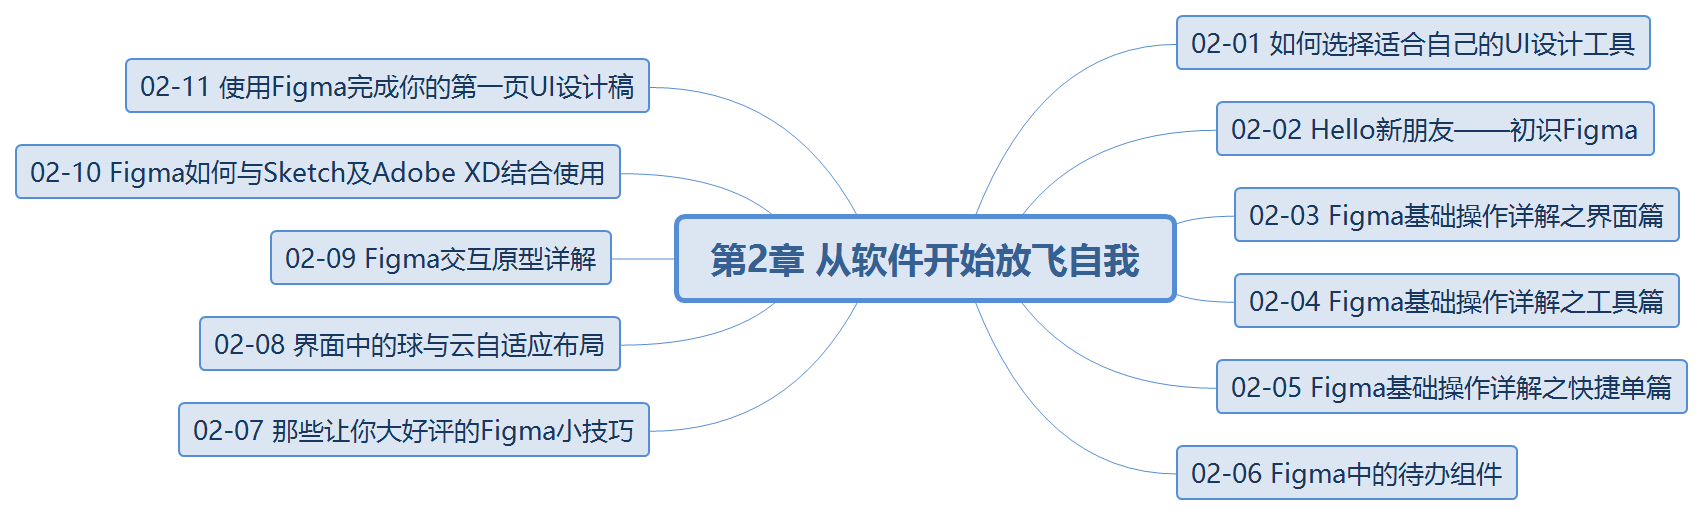 第2章 从软件开始放飞自我
02-01 如何选择适合自己的UI设计工具
02-02 Hello新朋友——初识Figma
02-03 Figma基础操作详解之界面篇
02-04 Figma基础操作详解之工具篇
02-05 Figma基础操作详解之快捷单篇
02-06 Figma中的待办组件
02-07 那些让你大好评的Figma小技巧
02-08 界面中的球与云自适应布局
02-09 Figma交互原型详解
02-10 Figma如何与Sketch及Adobe XD结合使用
02-11 使用Figma完成你的第一页UI设计稿